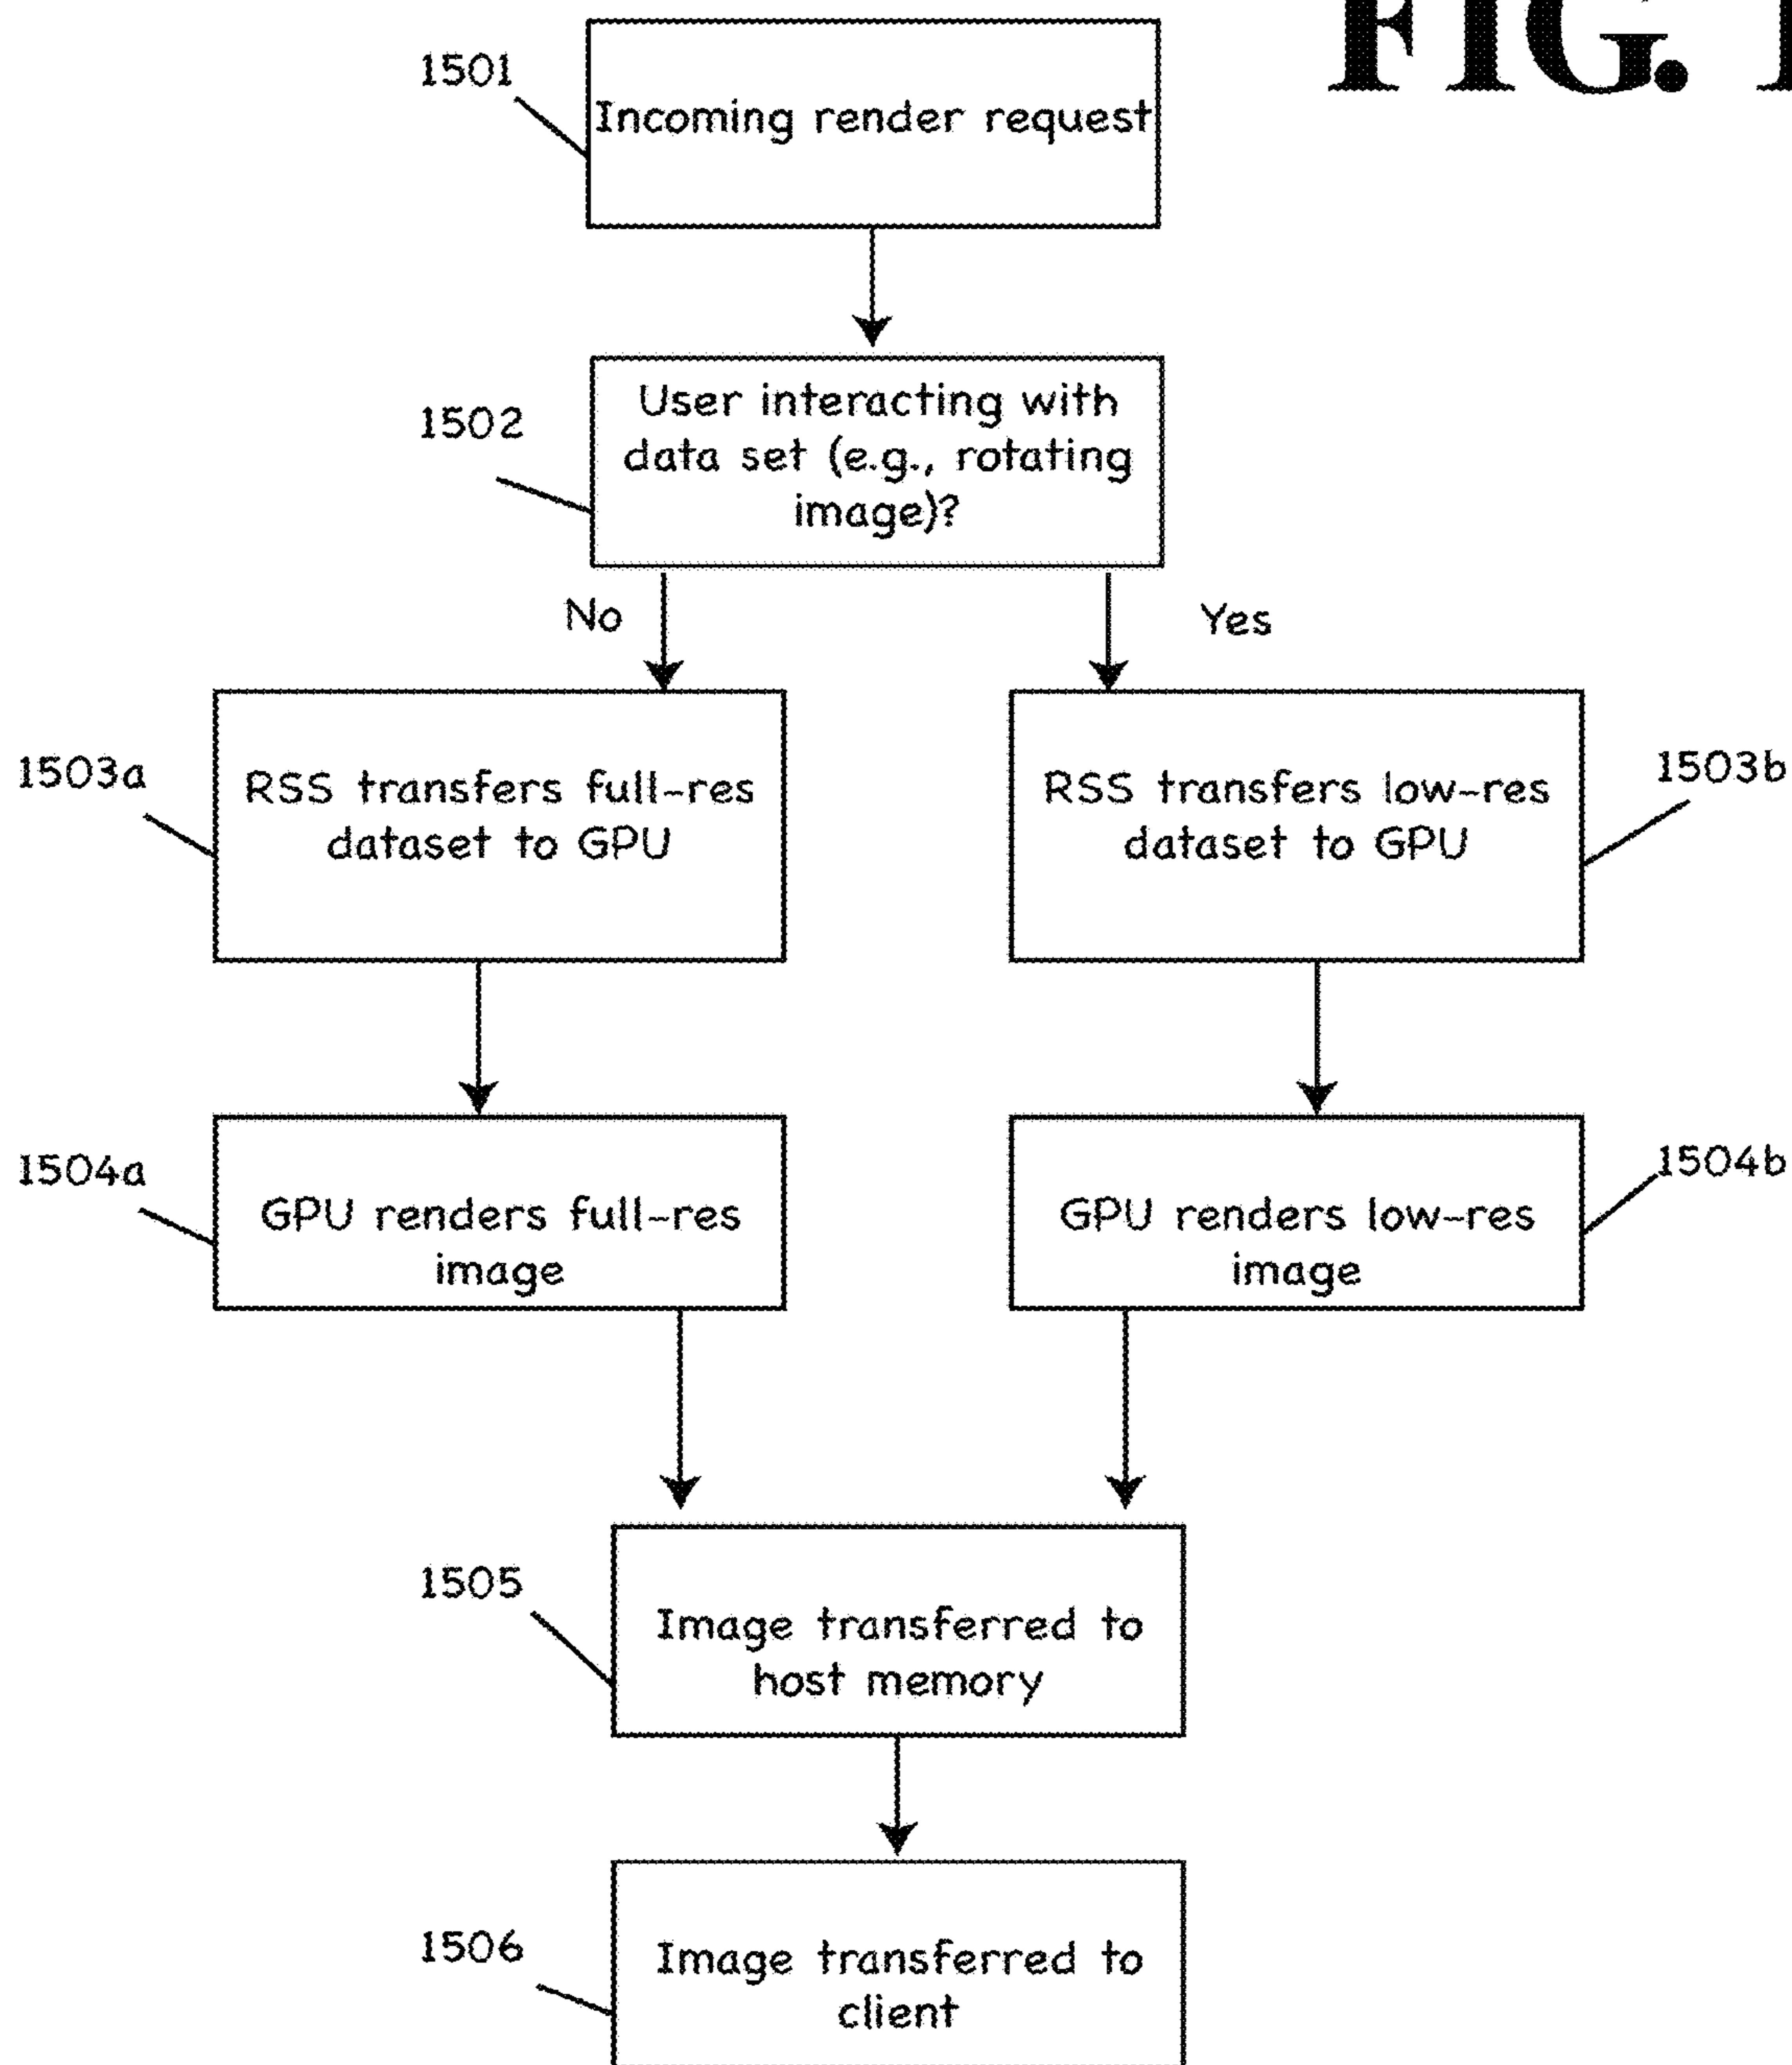 FIG.
1501
Incoming render request
1502
User interacting with
data set (e.g., rotating
image)?
No
Yes
1503a
RSS transfers full-res
dataset to GPU
1503b
RSS transfers low-res
dataset to GPU
1504a
GPU renders full-res
image
1504b
GPU renders low-res
image
1505
Image transferred to
host memory
1506
Image transferred to
client